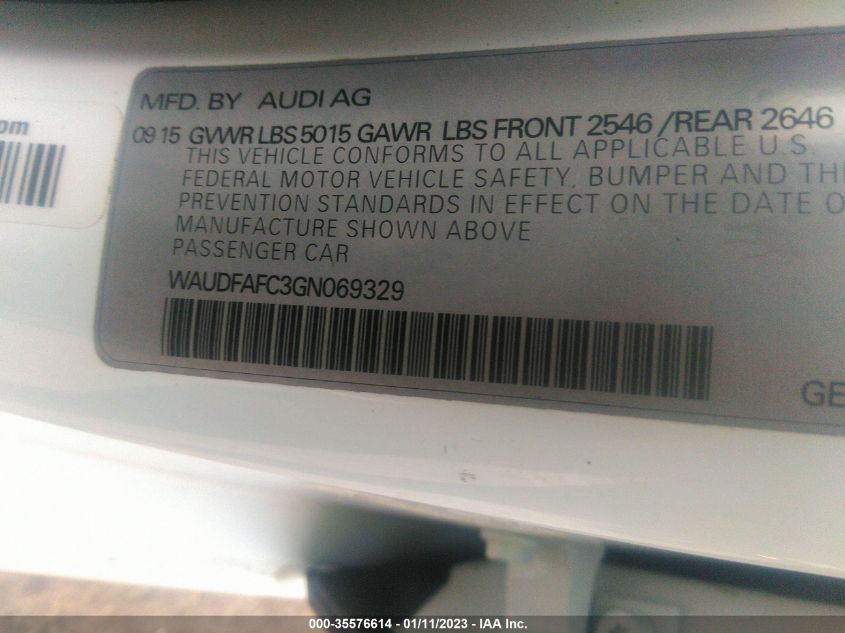 MFD. BY AUDI AG
09 15 GVWR LBS 5015 GAWR LBS FRONT 2546 /REAR 2646
THIS VEHICLE CONFORMS TO ALL APPLICABLE U.S.
FEDERAL MOTOR VEHICLE SAFETY, BUMPER AND
PREVENTION STANDARDS IN EFFECT ON THE DATE
MANUFACTURE SHOWN ABOVE
PASSENGER CAR
WAUDFAFC3GN069329
000-35576614 - 01/11/2023 - © IAA Inc.